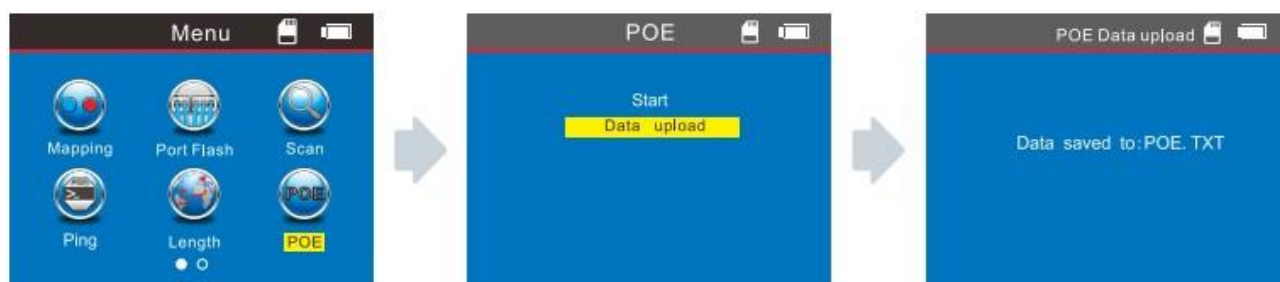 Menu
Mapping Port Flash Scan
Ping Length POE
POE
Start
Data upload
POE Data upload
Data saved to:POE. TXT